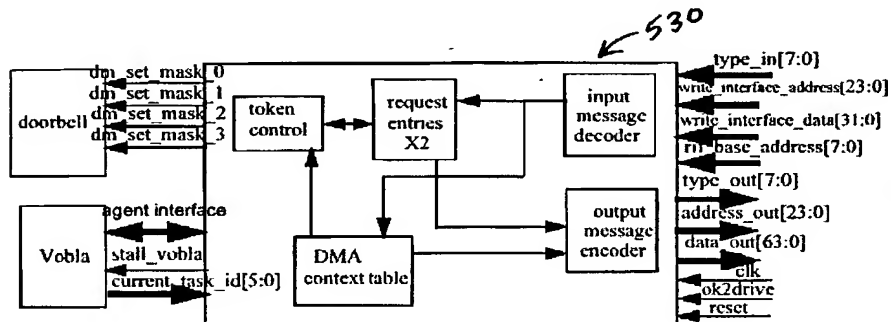 530
dm_set_mask_0
dm_set_mask_1
dm_set_mask_2
dm_set_mask_3
doorbell
token
control
request
entries
X2
input
message
decoder
type_in[7:0]
write_interface_address[23:0]
write_interface_data[31:0]
rif_base_address[7:0]
type_out[7:0]
address_out[23:0]
data_out[63:0]
clk
ok2drive
reset
agent interface
Vobla
stall_vobla
current_task_id[5:0]
DMA
context table
output
message
encoder